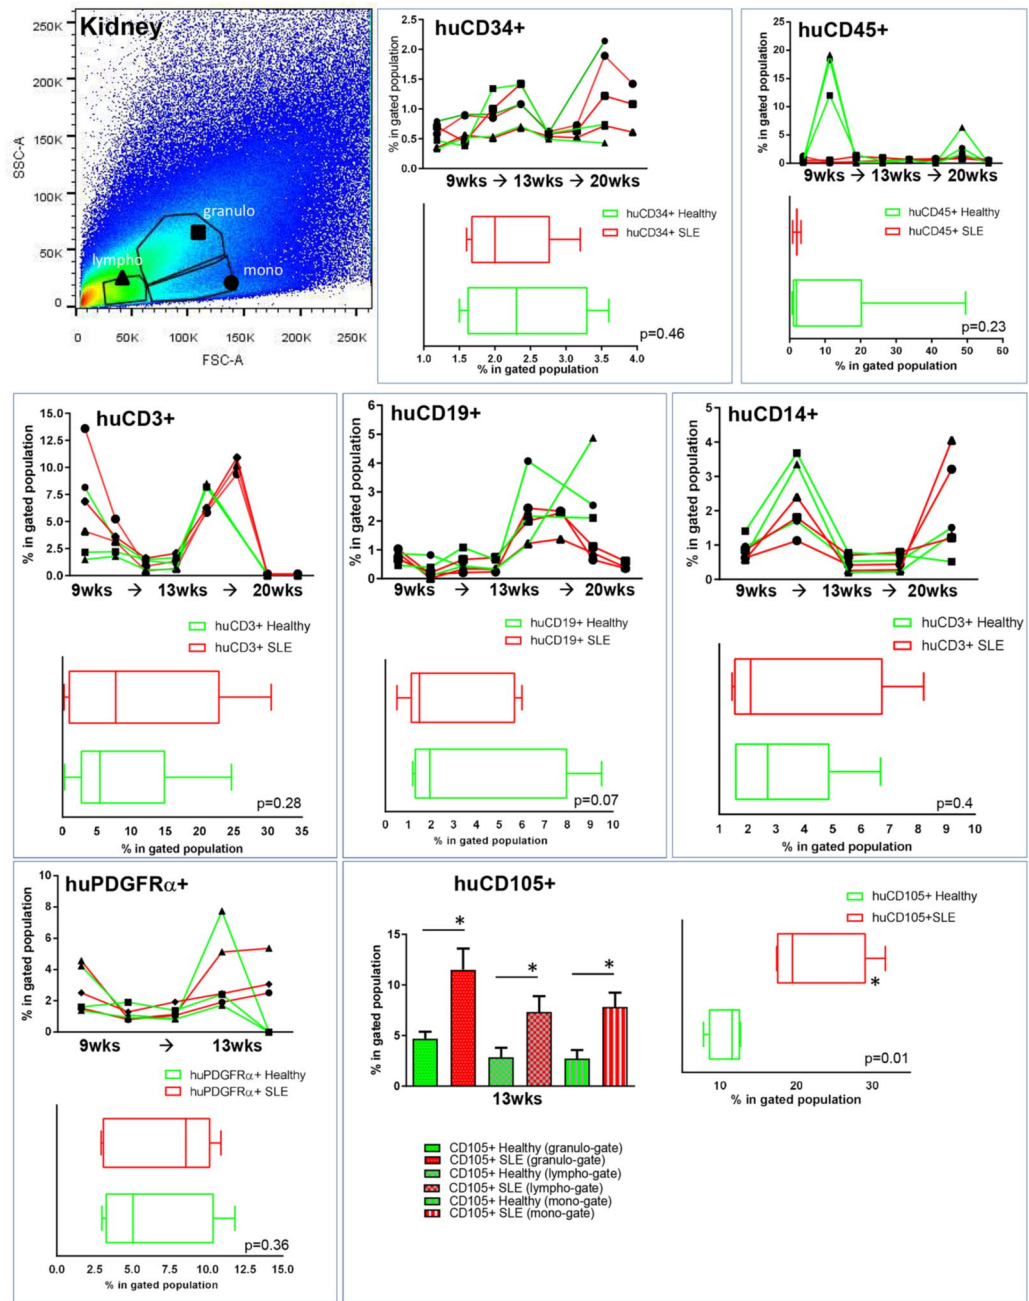 Kidney
250K
200K
150K
100K
50K
0
SSC-A
granulo
lympho
mono
0 50K 100K 150K 200K 250K
FSC-A
huCD34+
2.5
2.0
1.5
1.0
0.5
0.0
% in gated population
9wks → 13wks → 20wks
huCD34+ Healthy
huCD34+ SLE
p=0.46
1.0 1.5 2.0 2.5 3.0 3.5 4.0
% in gated population
huCD45+
25
20
15
10
5
0
% in gated population
9wks → 13wks → 20wks
huCD45+ Healthy
huCD45+ SLE
p=0.23
0 10 20 30 40 50 60
% in gated population
huCD3+
15.0
12.5
10.0
7.5
5.0
2.5
0.0
% in gated population
9wks → 13wks → 20wks
huCD3+ Healthy
huCD3+ SLE
p=0.28
0 5 10 15 20 25 30 35
% in gated population
huCD19+
6
5
4
3
2
1
0
% in gated population
9wks → 13wks → 20wks
huCD19+ Healthy
huCD19+ SLE
p=0.07
0 1 2 3 4 5 6 7 8 9 10 11
% in gated population
huCD14+
5
4
3
2
1
0
% in gated population
9wks → 13wks → 20wks
huCD3+ Healthy
huCD3+ SLE
p=0.4
1 2 3 4 5 6 7 8 9 10
% in gated population
huPDGFRα+
10
8
6
4
2
0
% in gated population
9wks → 13wks
huPDGFRα+ Healthy
huPDGFRα+ SLE
p=0.36
0.0 2.5 5.0 7.5 10.0 12.5 15.0
% in gated population
huCD105+
15
10
5
0
% in gated population
* * *
13wks
CD105+ Healthy (granulo-gate)
CD105+ SLE (granulo-gate)
CD105+ Healthy (lympho-gate)
CD105+ SLE (lympho-gate)
CD105+ Healthy (mono-gate)
CD105+ SLE (mono-gate)
huCD105+ Healthy
huCD105+SLE
*
p=0.01
10 20 30
% in gated population